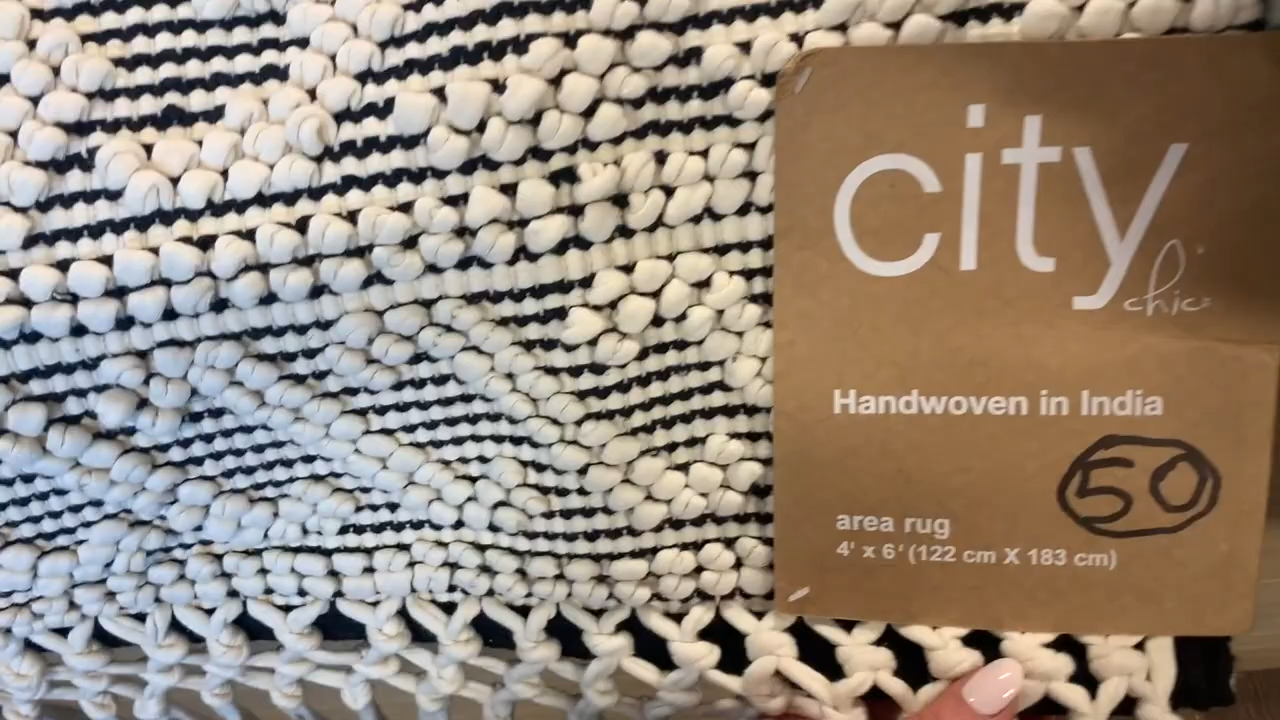 city
chic
Handwoven in India
50
area rug
4' x 6' (122 cm X 183 cm)